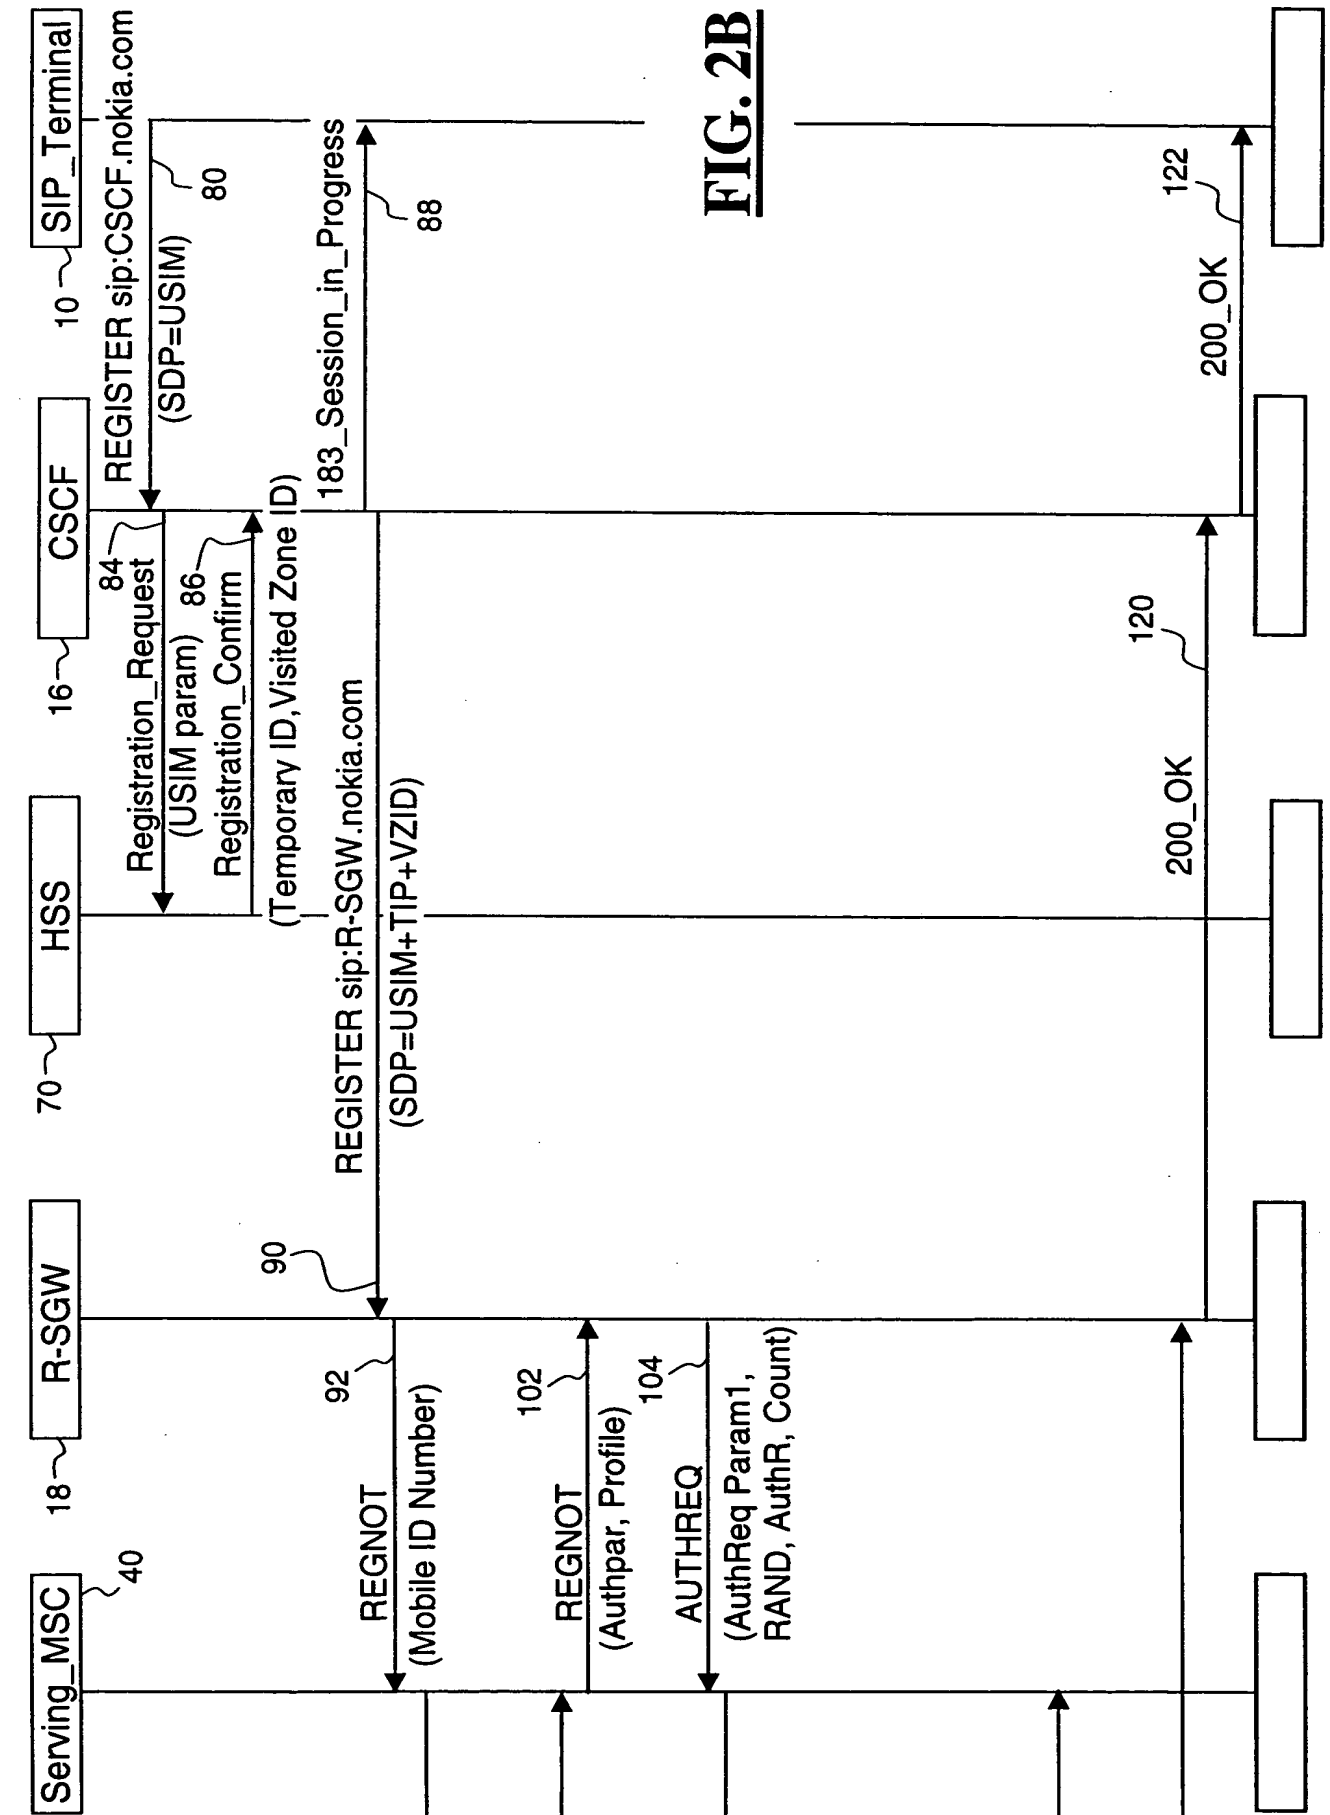 Serving_MSC
40
R-SGW
18
HSS
70
CSCF
16
SIP_Terminal
10
REGISTER sip:CSCF.nokia.com
(SDP=USIM)
80
84
Registration_Request
(USIM param)
86
Registration_Confirm
(Temporary ID,Visited Zone ID)
183_Session_in_Progress
88
REGISTER sip:R-SGW.nokia.com
(SDP=USIM+TIP+VZID)
90
92
REGNOT
(Mobile ID Number)
102
REGNOT
(Authpar, Profile)
104
AUTHREQ
(AuthReq Param1,
RAND, AuthR, Count)
120
200_OK
122
200_OK
FIG. 2B